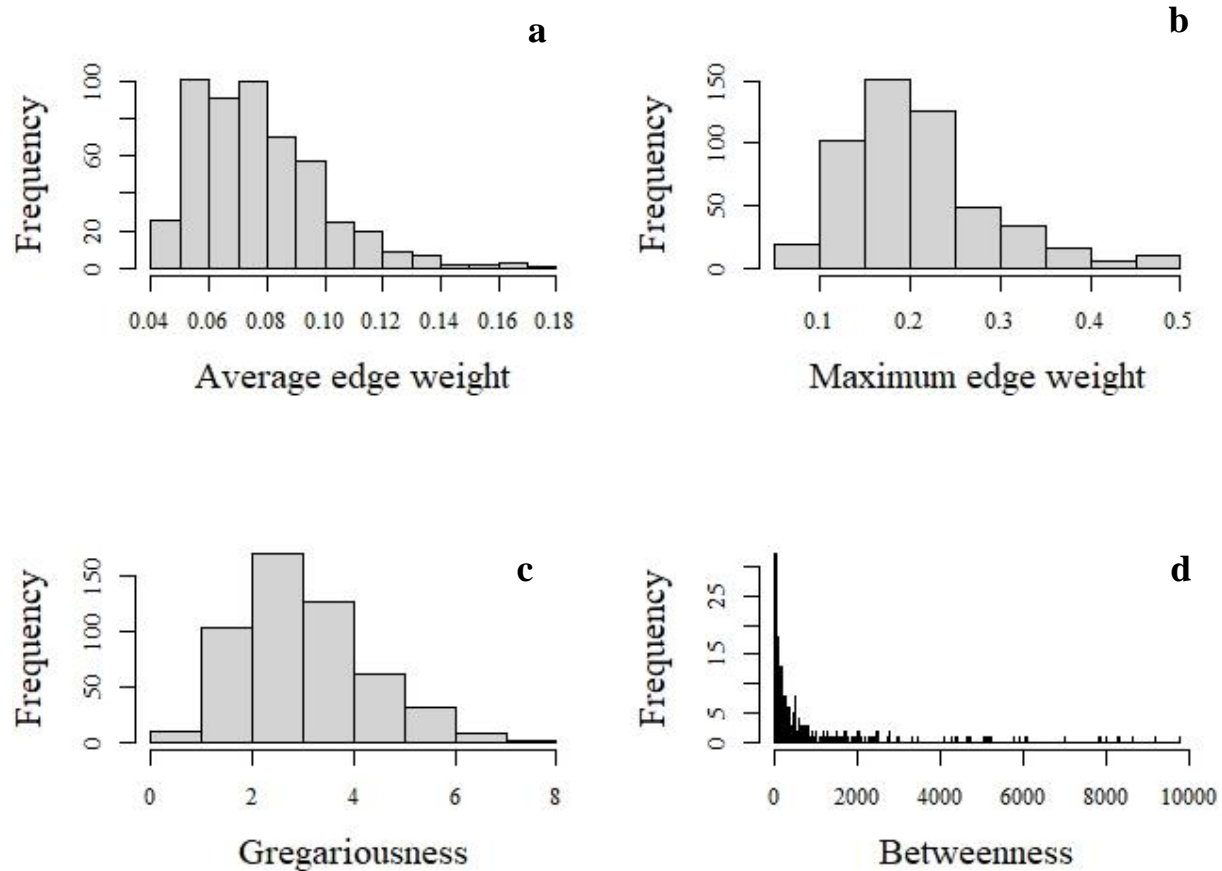 a
Frequency
0 20 60 100
0.04 0.06 0.08 0.10 0.12 0.14 0.16 0.18
Average edge weight
b
Frequency
0 50 100 150
0.1 0.2 0.3 0.4 0.5
Maximum edge weight
c
Frequency
0 50 100 150
0 2 4 6 8
Gregariousness
d
Frequency
0 5 15 25
0 2000 4000 6000 8000 10000
Betweenness